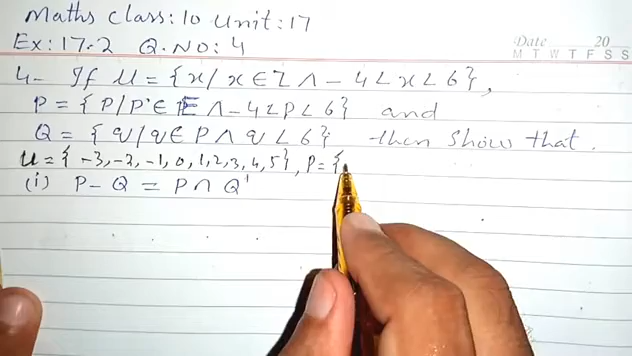 Maths Class:10 Unit:17
Ex: 17.2 Q.NO: 4
Date 20
M T W T F S S
4- If U = {x/x ∈ Z ∧ -4<x<6},
P = {P/P ∈ E ∧ -4<P<6} and
Q = {q/q ∈ P ∧ q<6} then show that.
U = {-3,-2,-1,0,1,2,3,4,5}, P={
(i) P-Q = P∩Q'